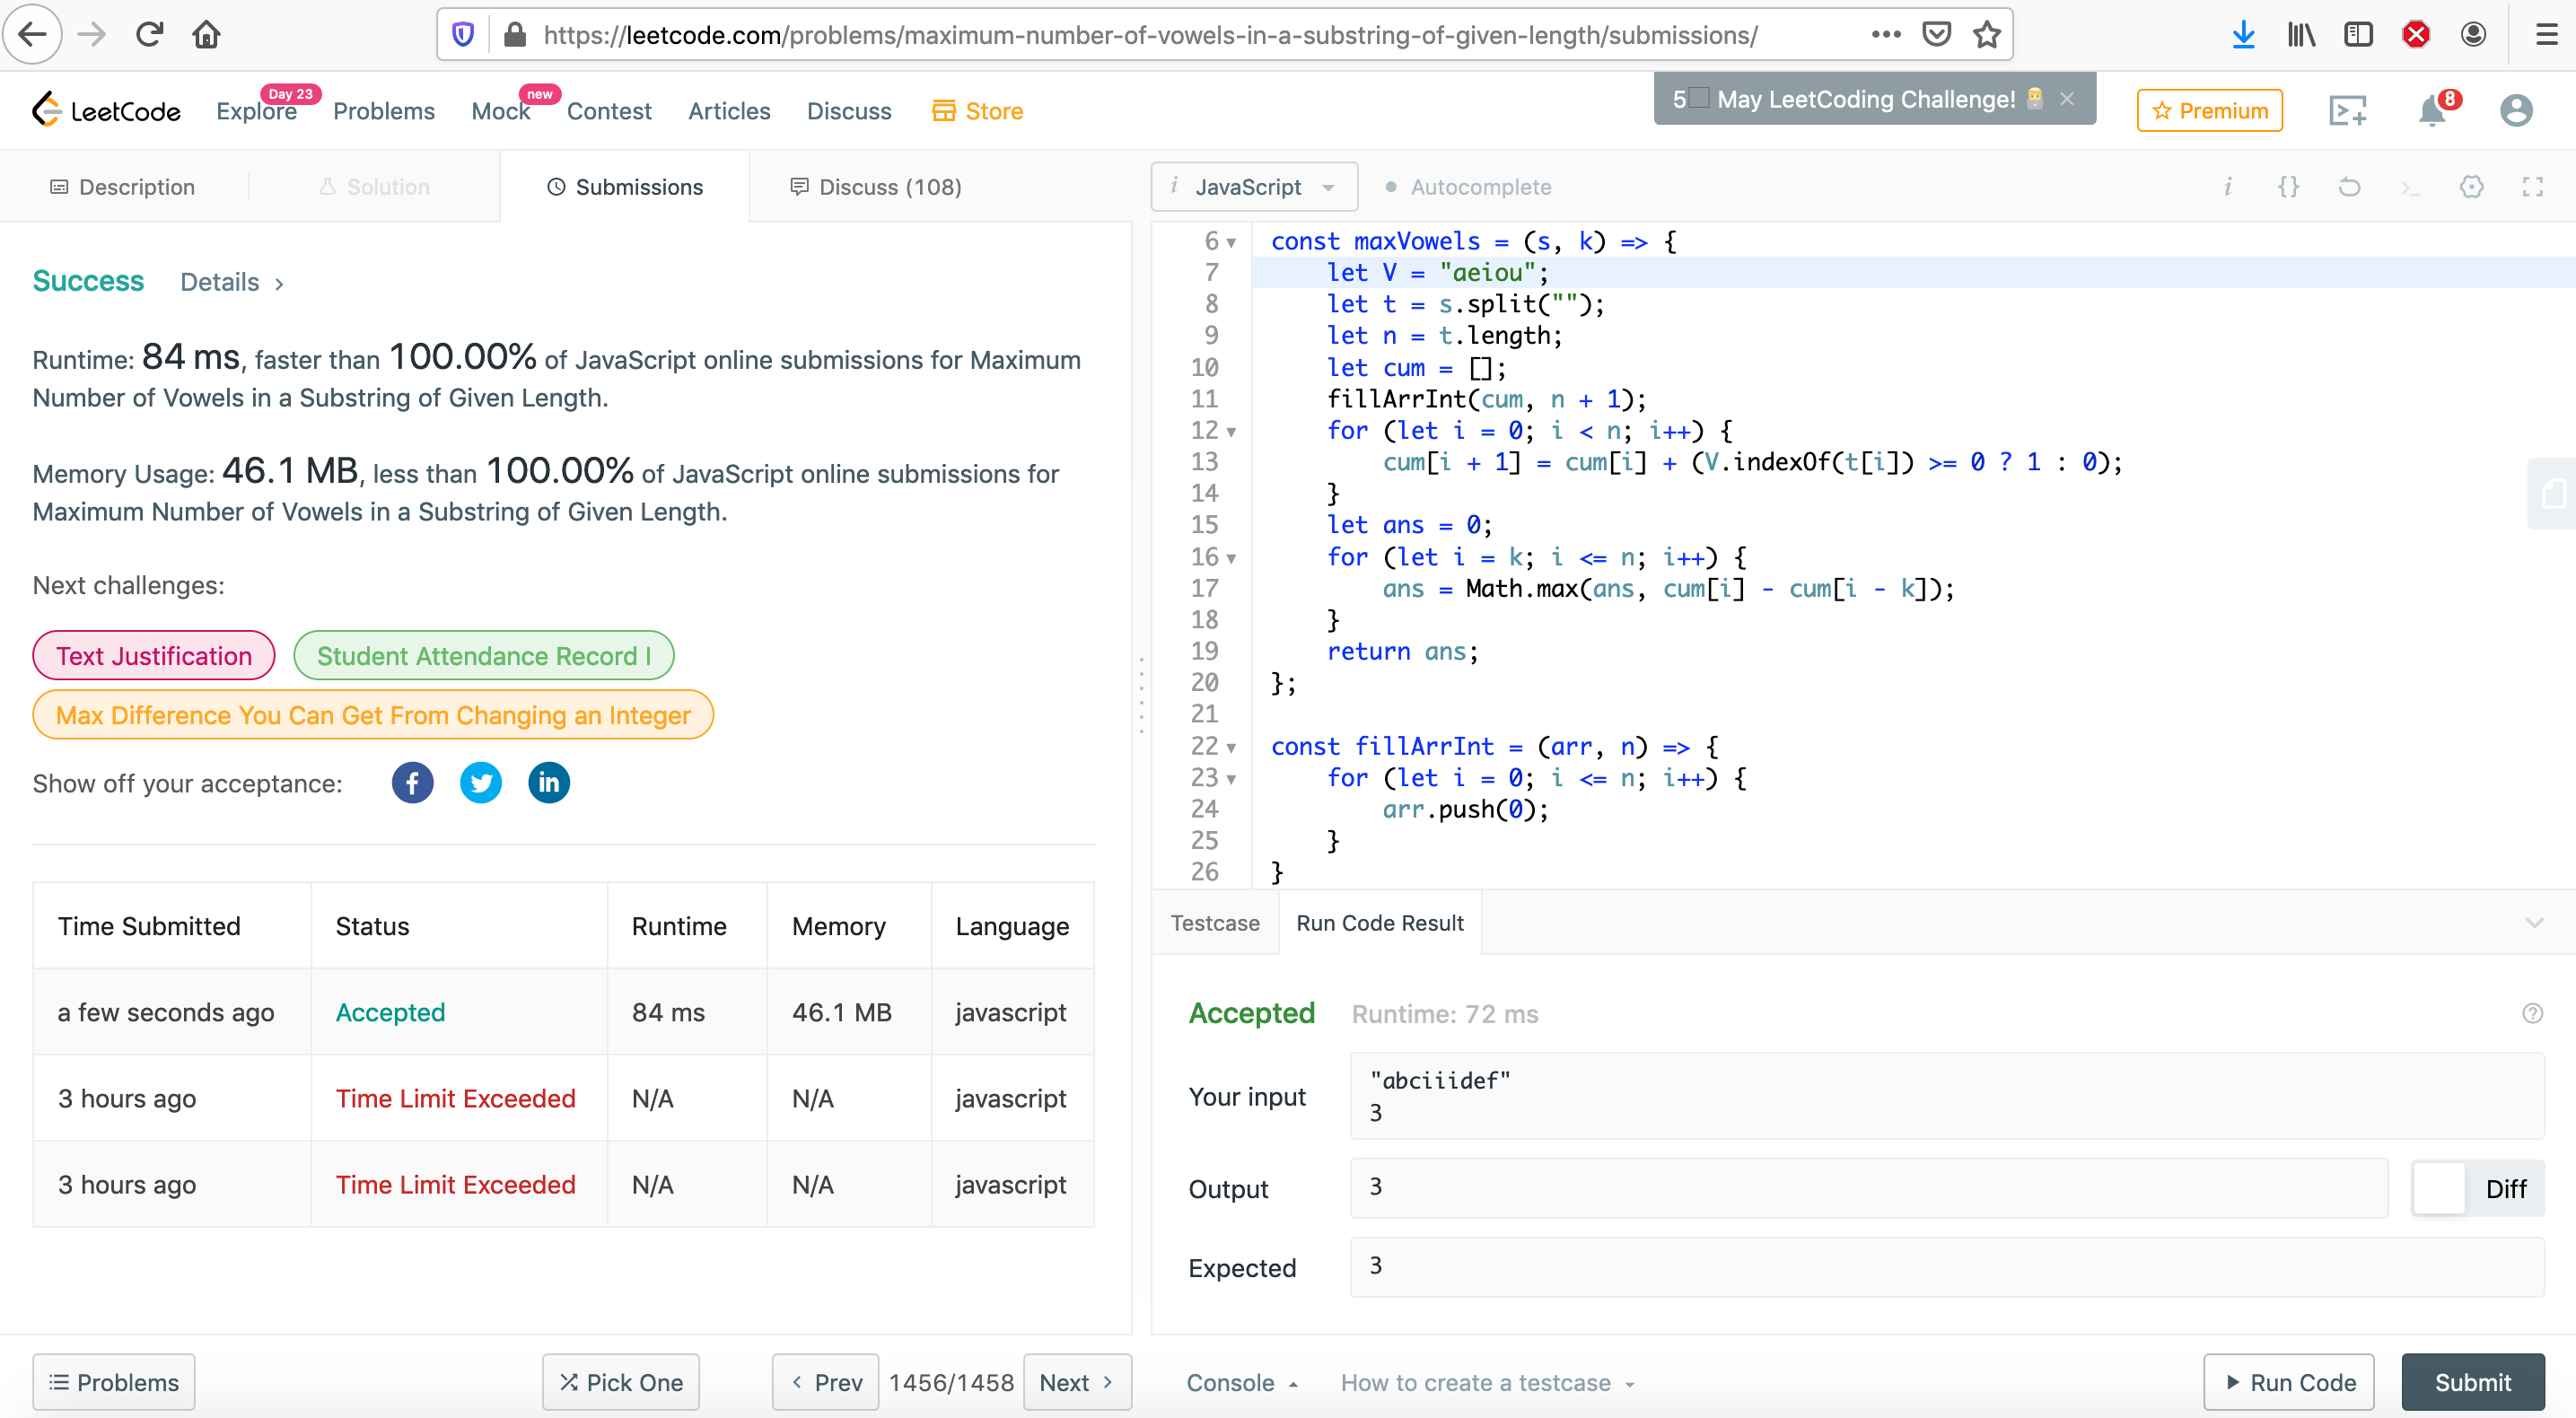 https://leetcode.com/problems/maximum-number-of-vowels-in-a-substring-of-given-length/submissions/
LeetCode Explore Day 23 Problems Mock new Contest Articles Discuss Store 5 May LeetCoding Challenge! Premium 8
Description Solution Submissions Discuss (108)
Success Details
Runtime: 84 ms, faster than 100.00% of JavaScript online submissions for Maximum
Number of Vowels in a Substring of Given Length.
Memory Usage: 46.1 MB, less than 100.00% of JavaScript online submissions for
Maximum Number of Vowels in a Substring of Given Length.
Next challenges:
Text Justification Student Attendance Record I
Max Difference You Can Get From Changing an Integer
Show off your acceptance:
Time Submitted Status Runtime Memory Language
a few seconds ago Accepted 84 ms 46.1 MB javascript
3 hours ago Time Limit Exceeded N/A N/A javascript
3 hours ago Time Limit Exceeded N/A N/A javascript
Problems Pick One Prev 1456/1458 Next
JavaScript Autocomplete
6 const maxVowels = (s, k) => {
7 let V = "aeiou";
8 let t = s.split("");
9 let n = t.length;
10 let cum = [];
11 fillArrInt(cum, n + 1);
12 for (let i = 0; i < n; i++) {
13 cum[i + 1] = cum[i] + (V.indexOf(t[i]) >= 0 ? 1 : 0);
14 }
15 let ans = 0;
16 for (let i = k; i <= n; i++) {
17 ans = Math.max(ans, cum[i] - cum[i - k]);
18 }
19 return ans;
20 };
21
22 const fillArrInt = (arr, n) => {
23 for (let i = 0; i <= n; i++) {
24 arr.push(0);
25 }
26 }
Testcase Run Code Result
Accepted Runtime: 72 ms
Your input "abciiidef"
3
Output 3 Diff
Expected 3
Console How to create a testcase Run Code Submit